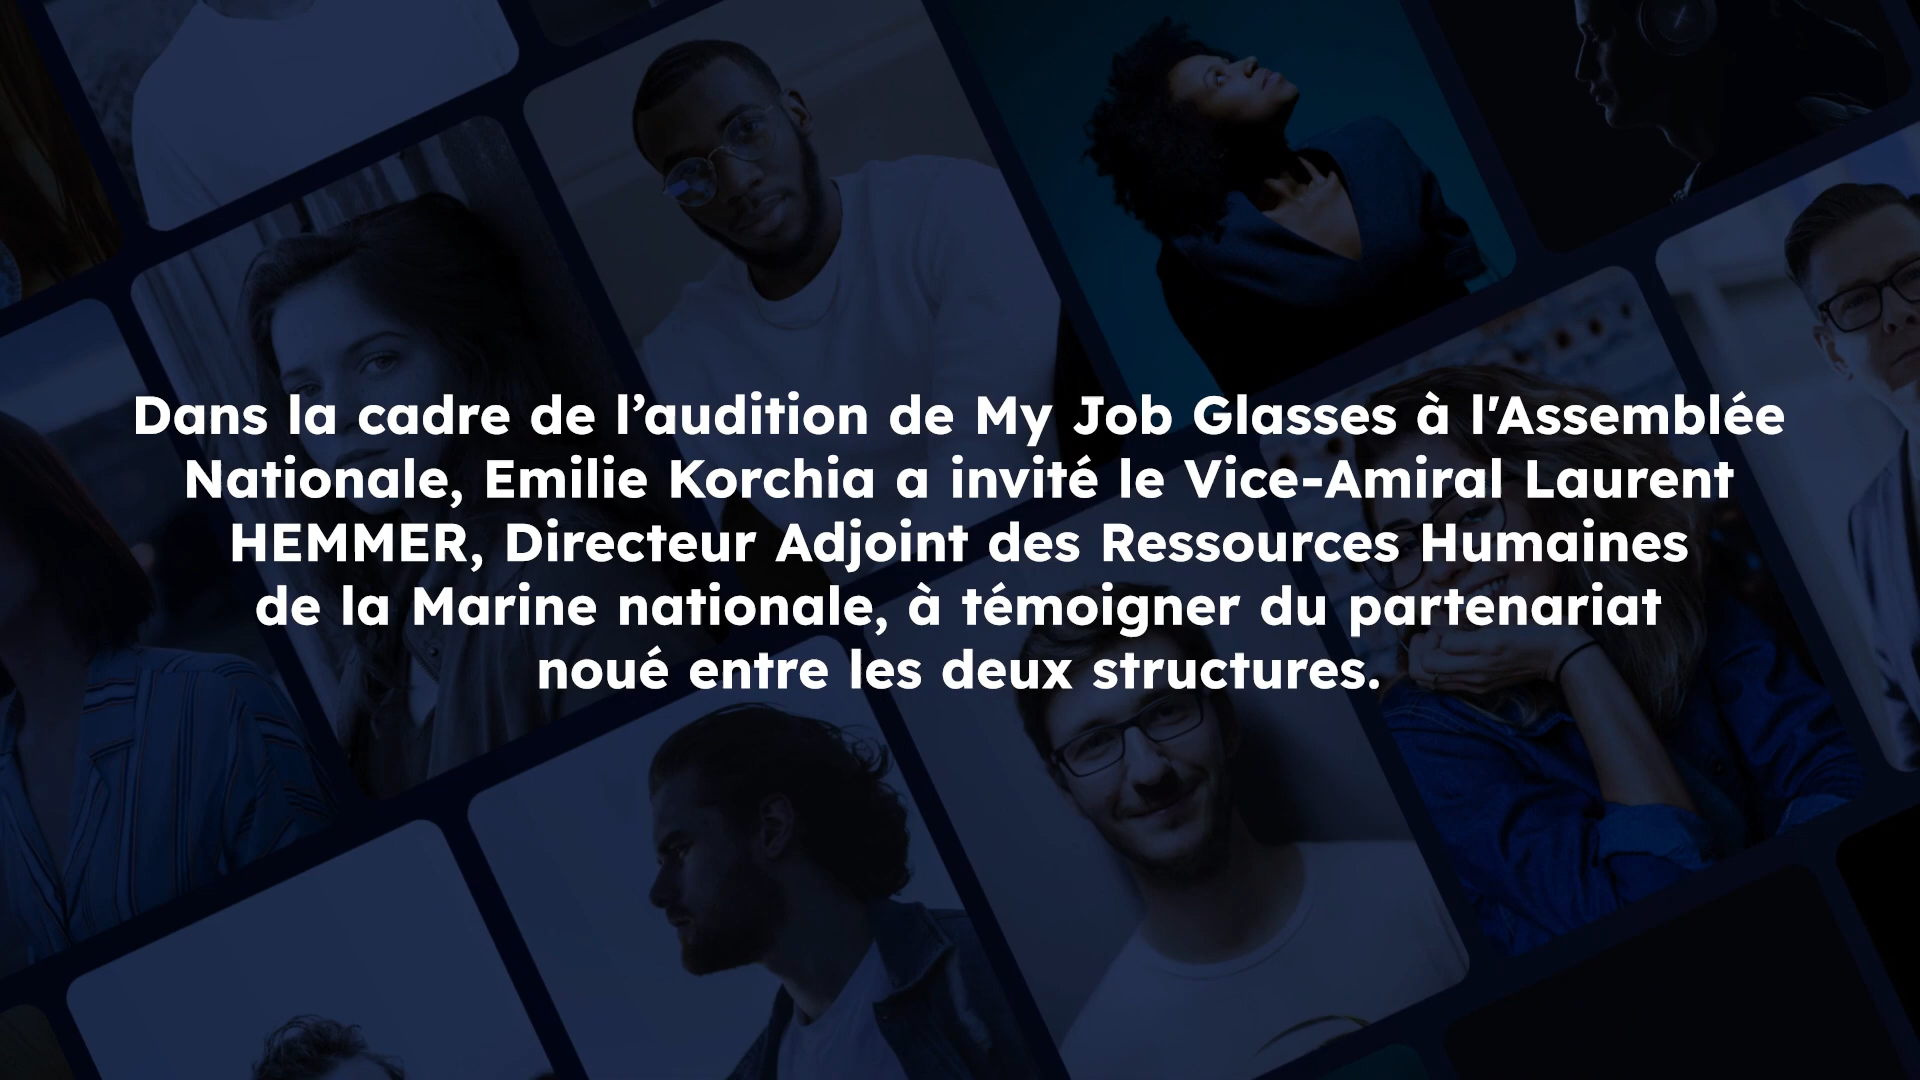 Dans la cadre de l’audition de My Job Glasses à l'Assemblée
Nationale, Emilie Korchia a invité le Vice-Amiral Laurent
HEMMER, Directeur Adjoint des Ressources Humaines
de la Marine nationale, à témoigner du partenariat
noué entre les deux structures.